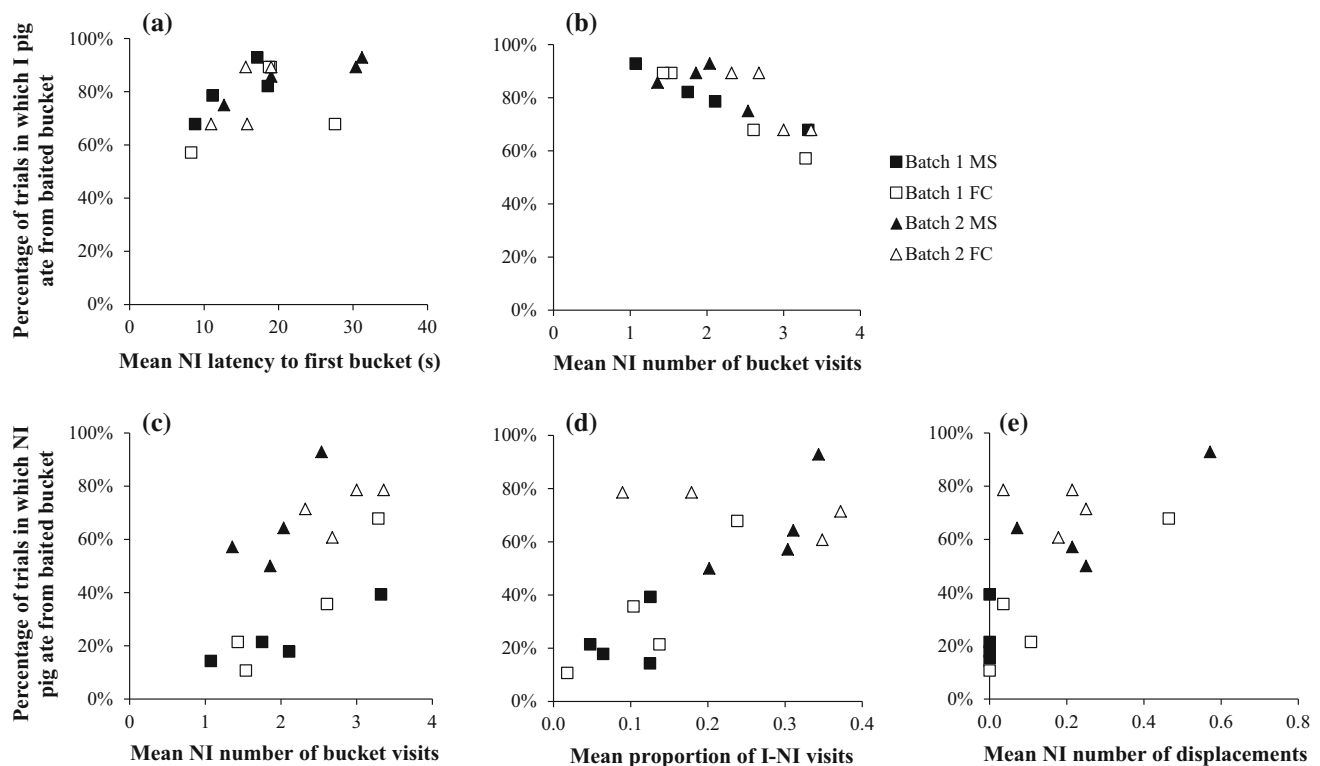 (a)
(b)
Percentage of trials in which I pig
ate from baited bucket
100%
80%
60%
40%
20%
0%
0 10 20 30 40
Mean NI latency to first bucket (s)
100%
80%
60%
40%
20%
0%
0 1 2 3 4
Mean NI number of bucket visits
Batch 1 MS
Batch 1 FC
Batch 2 MS
Batch 2 FC
(c)
(d)
(e)
Percentage of trials in which NI
pig ate from baited bucket
100%
80%
60%
40%
20%
0%
0 1 2 3 4
Mean NI number of bucket visits
100%
80%
60%
40%
20%
0%
0.0 0.1 0.2 0.3 0.4
Mean proportion of I-NI visits
100%
80%
60%
40%
20%
0%
0.0 0.2 0.4 0.6 0.8
Mean NI number of displacements